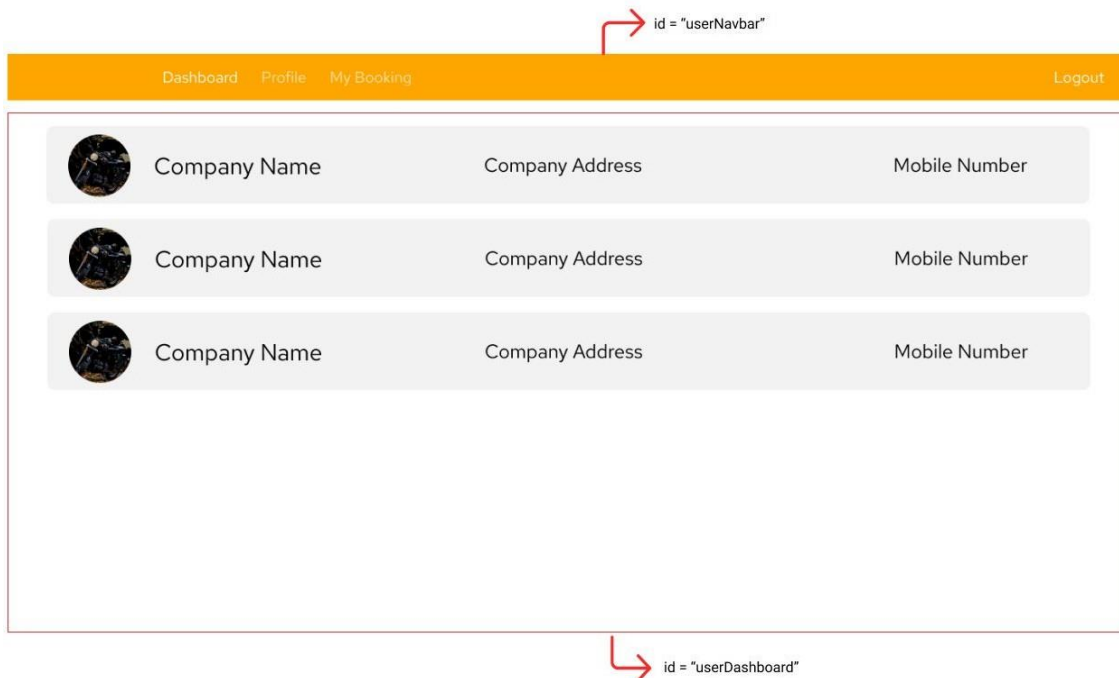 id = “userNavbar”
Dashboard Profile My Booking Logout
Company Name Company Address Mobile Number
Company Name Company Address Mobile Number
Company Name Company Address Mobile Number
id = “userDashboard”